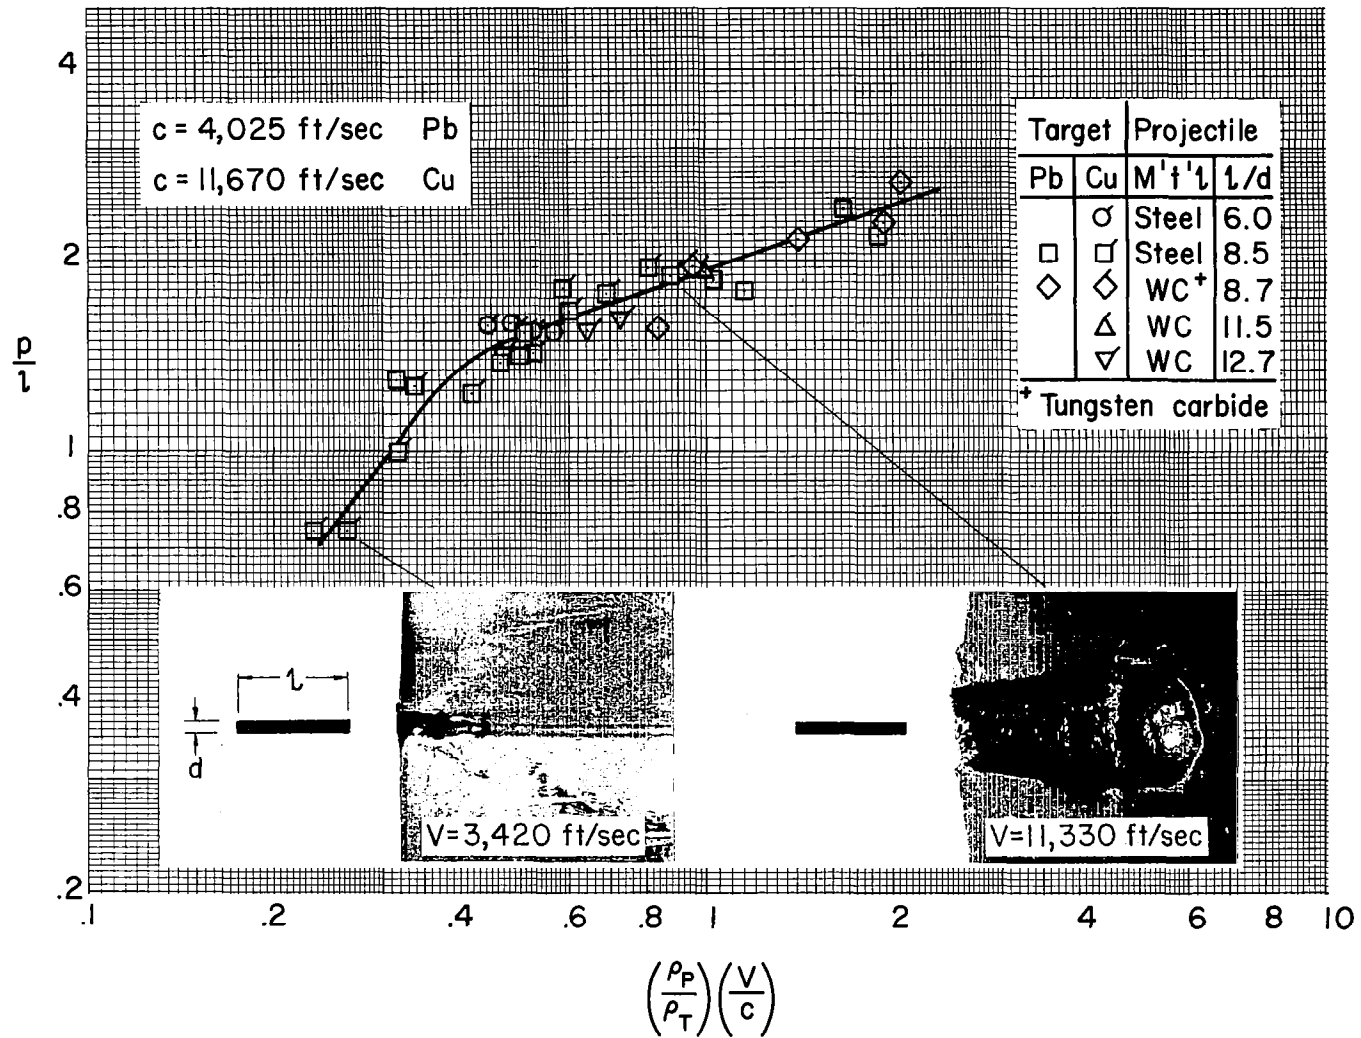 4
2
p
l
1
.8
.6
.4
.2
c = 4,025 ft/sec Pb
c = 11,670 ft/sec Cu
Target Projectile
Pb Cu M't'l l/d
Steel 6.0
Steel 8.5
WC+ 8.7
WC 11.5
WC 12.7
+ Tungsten carbide
l
d
V=3,420 ft/sec
V=11,330 ft/sec
.1 .2 .4 .6 .8 1 2 4 6 8 10
(ρP/ρT)(V/c)